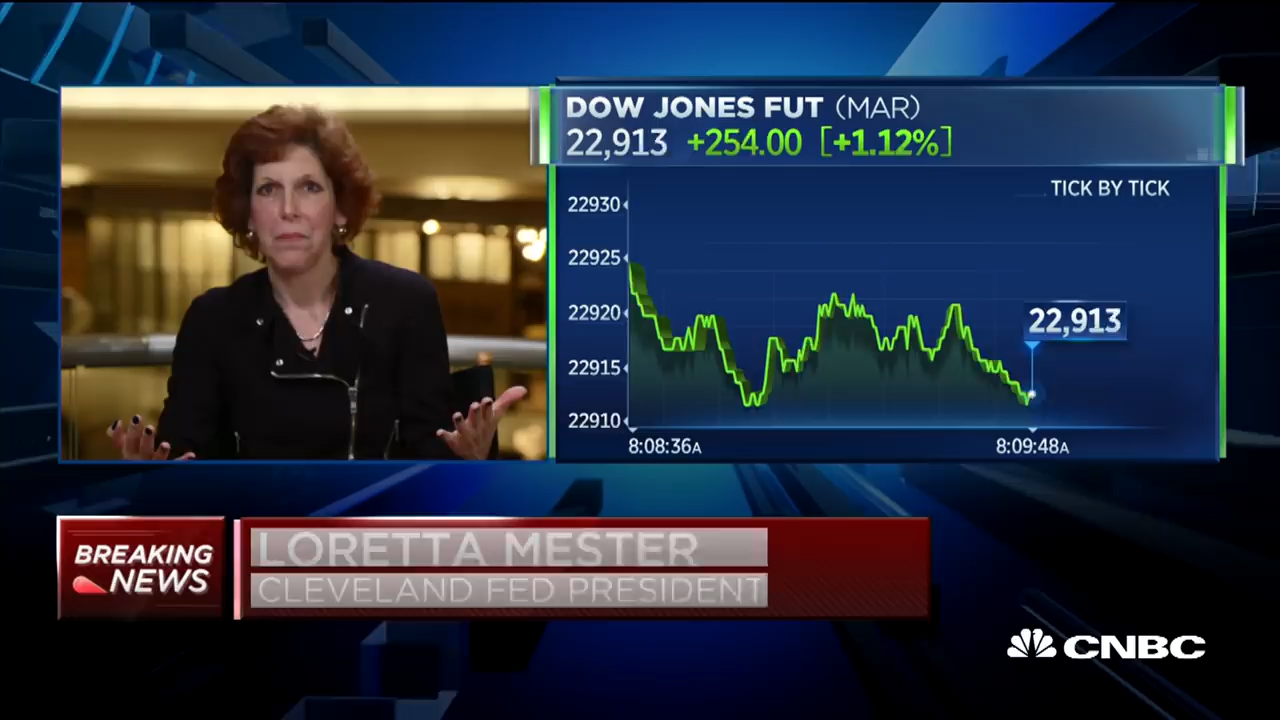 DOW JONES FUT (MAR)
22,913 +254.00 [+1.12%]
TICK BY TICK
22930
22925
22920
22915
22910
22,913
8:08:36A
8:09:48A
BREAKING
NEWS
LORETTA MESTER
CLEVELAND FED PRESIDENT
CNBC